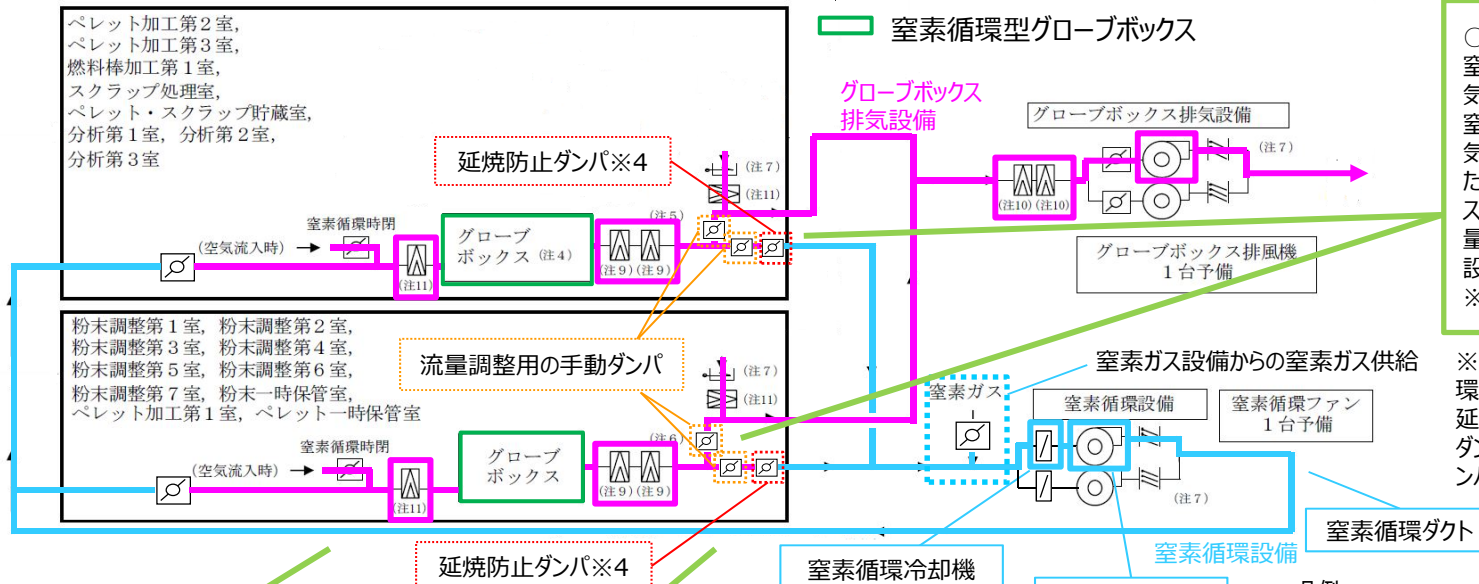 ペレット加工第２室，
ペレット加工第３室，
燃料棒加工第１室，
スクラップ処理室，
ペレット・スクラップ貯蔵室，
分析第１室，分析第２室，
分析第３室
窒素循環型グローブボックス
グローブボックス
排気設備
グローブボックス排気設備
(注７)
(注10) (注10)
グローブボックス排風機
１台予備
延焼防止ダンパ※4
(注７)
(注11)
(注５)
窒素循環時閉
(空気流入時)
(注11)
グローブ
ボックス (注４)
(注９) (注９)
粉末調整第１室，粉末調整第２室，
粉末調整第３室，粉末調整第４室，
粉末調整第５室，粉末調整第６室，
粉末調整第７室，粉末一時保管室，
ペレット加工第１室，ペレット一時保管室
流量調整用の手動ダンパ
(注７)
(注11)
(注６)
窒素循環時閉
(空気流入時)
(注11)
グローブ
ボックス
(注９) (注９)
延焼防止ダンパ※4
窒素ガス設備からの窒素ガス供給
窒素ガス
窒素循環設備
窒素循環ファン
１台予備
(注７)
窒素循環ダクト
窒素循環設備
窒素循環冷却機
○
窒
気
窒
気
た
ス
量
設
※
※
環
延
ダン
ンパ